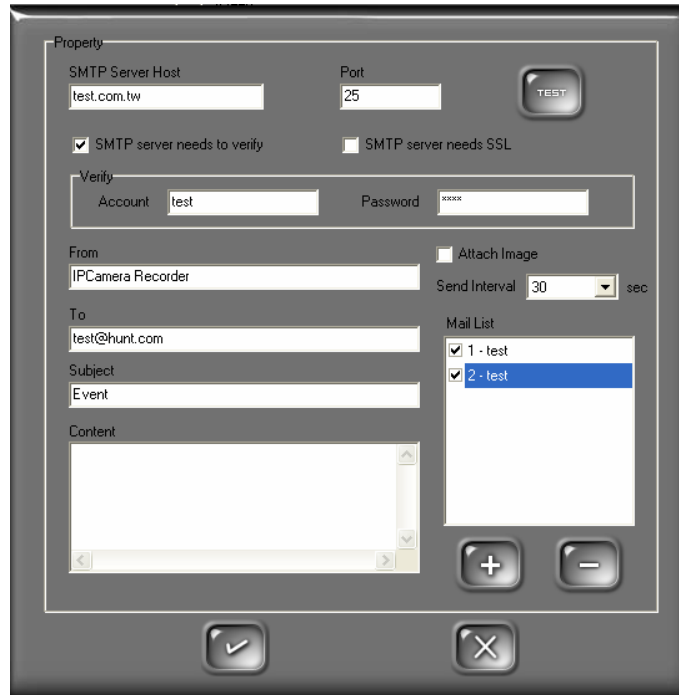 Property
SMTP Server Host
Port
test.com.tw
25
TEST
SMTP server needs to verify
SMTP server needs SSL
Verify
Account
test
Password
****
From
Attach Image
IPCamera Recorder
Send Interval
30
sec
To
Mail List
test@hunt.com
1 - test
Subject
2 - test
Event
Content